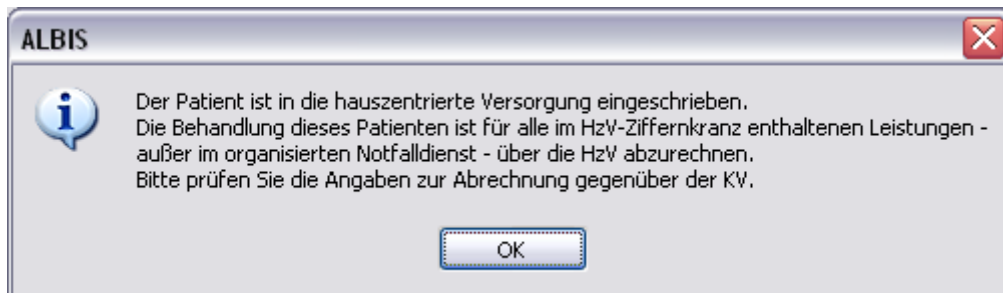 ALBIS
Der Patient ist in die hauszentrierte Versorgung eingeschrieben.
Die Behandlung dieses Patienten ist für alle im HzV-Ziffernkranz enthaltenen Leistungen -
außer im organisierten Notfalldienst - über die HzV abzurechnen.
Bitte prüfen Sie die Angaben zur Abrechnung gegenüber der KV.
OK